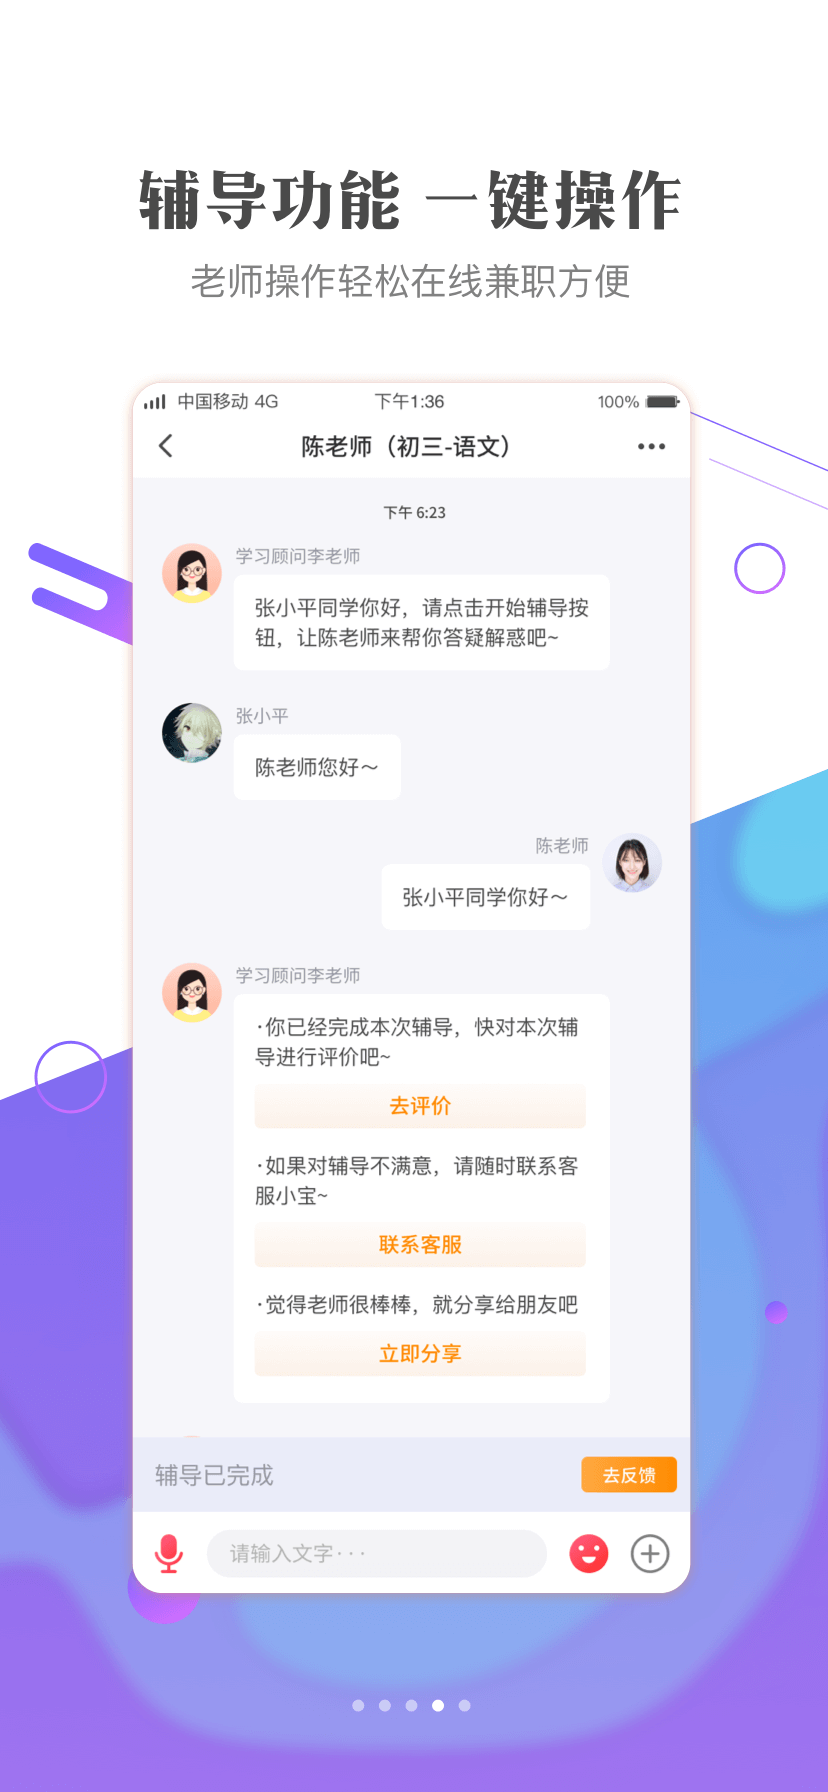 辅导功能 一键操作
老师操作轻松在线兼职方便
中国移动 4G 下午1:36 100%
陈老师（初三-语文）
下午 6:23
学习顾问李老师
张小平同学你好，请点击开始辅导按
钮，让陈老师来帮你答疑解惑吧~
张小平
陈老师您好～
陈老师
张小平同学你好～
学习顾问李老师
·你已经完成本次辅导，快对本次辅
导进行评价吧~
去评价
·如果对辅导不满意，请随时联系客
服小宝~
联系客服
·觉得老师很棒棒，就分享给朋友吧
立即分享
辅导已完成 去反馈
请输入文字···